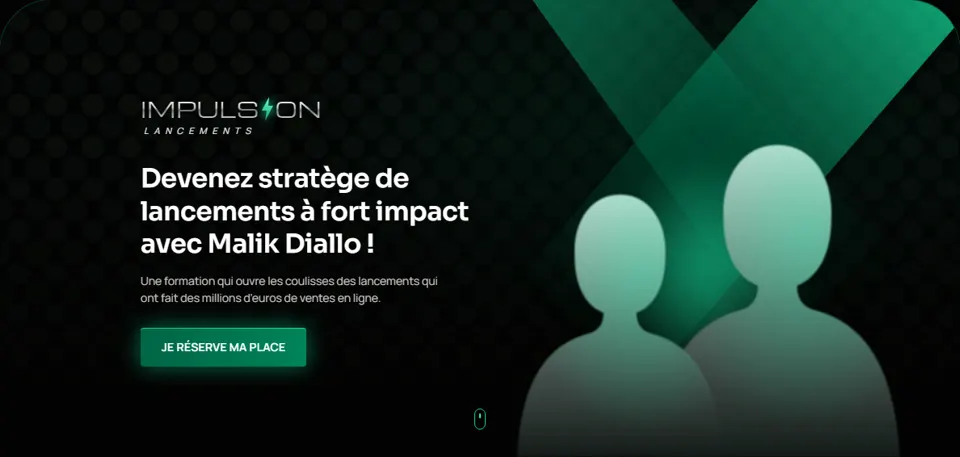 IMPULSION
LANCEMENTS
Devenez stratège de
lancements à fort impact
avec Malik Diallo !
Une formation qui ouvre les coulisses des lancements qui
ont fait des millions d'euros de ventes en ligne.
JE RÉSERVE MA PLACE